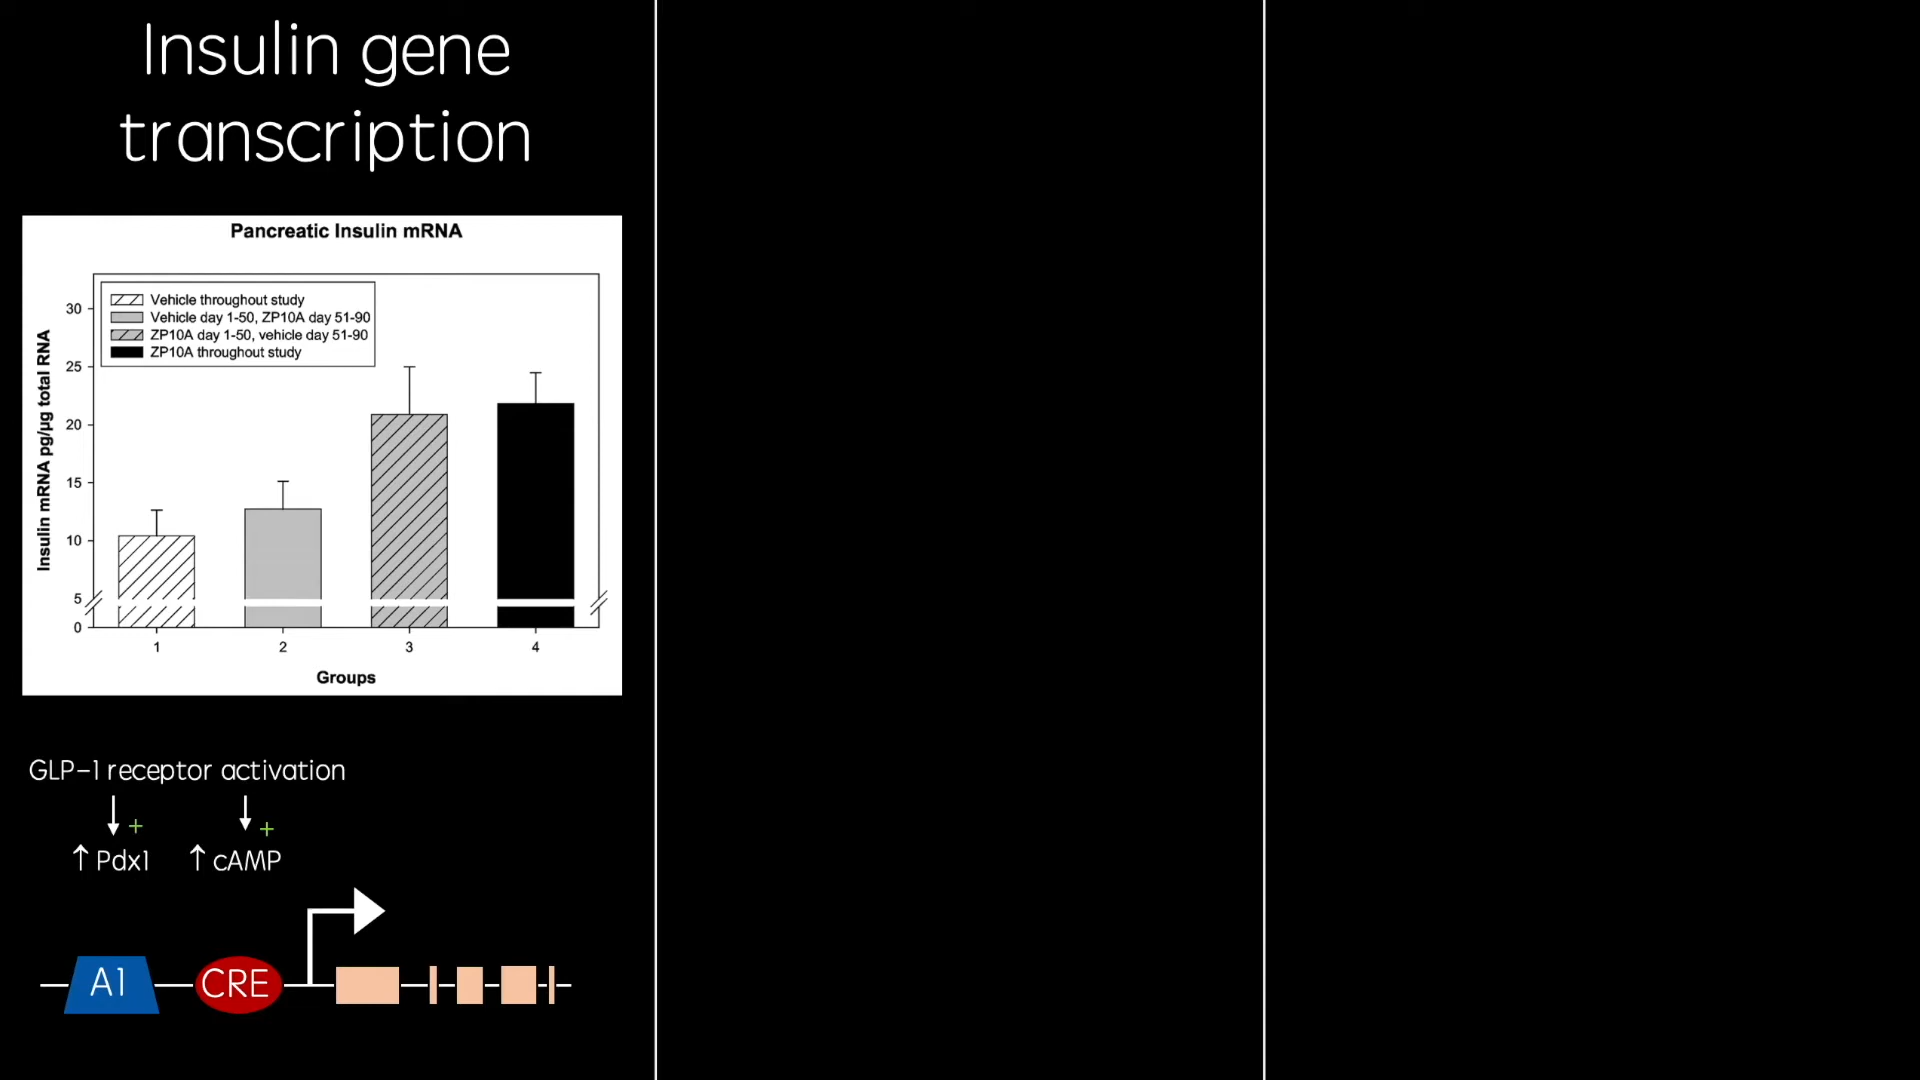 Insulin gene
transcription
Pancreatic Insulin mRNA
Insulin mRNA pg/µg total RNA
30
25
20
15
10
5
0
Vehicle throughout study
Vehicle day 1-50, ZP10A day 51-90
ZP10A day 1-50, vehicle day 51-90
ZP10A throughout study
1 2 3 4
Groups
GLP-1 receptor activation
+ +
↑ Pdx1 ↑ cAMP
A1 CRE